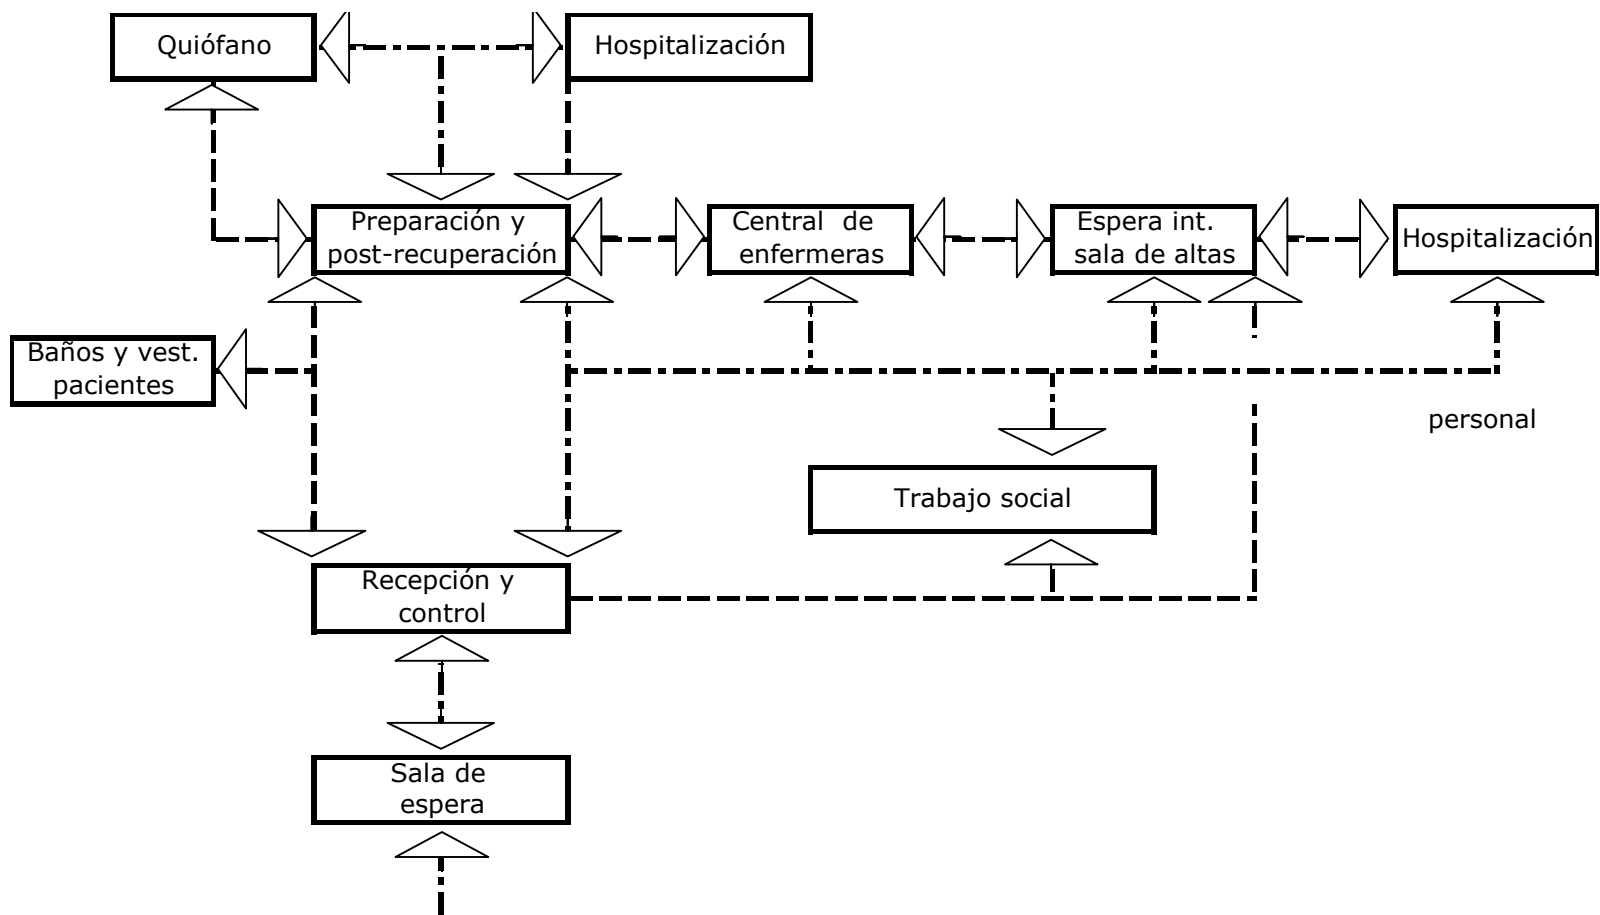 Quiófano
Hospitalización
Preparación y
post-recuperación
Central de
enfermeras
Espera int.
sala de altas
Hospitalización
Baños y vest.
pacientes
personal
Trabajo social
Recepción y
control
Sala de
espera